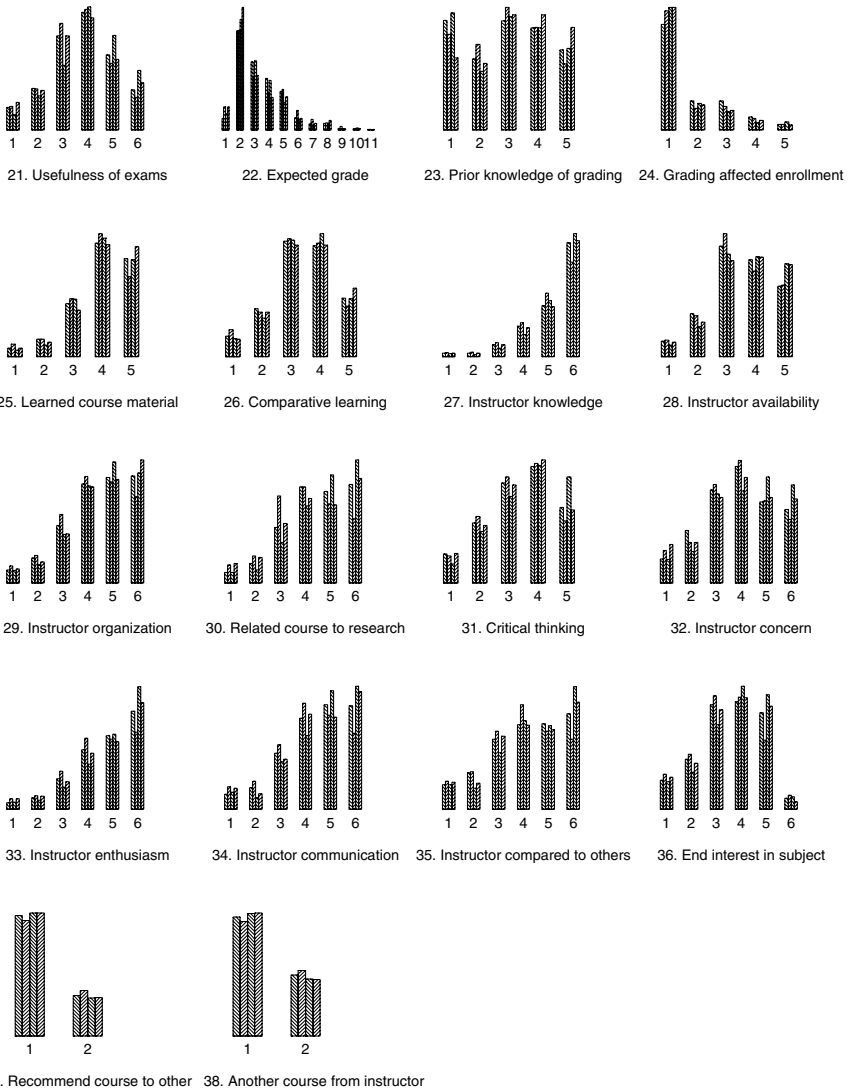 1 2 3 4 5 6
21. Usefulness of exams
1 2 3 4 5 6 7 8 9 10 11
22. Expected grade
1 2 3 4 5
23. Prior knowledge of grading
1 2 3 4 5
24. Grading affected enrollment
1 2 3 4 5
25. Learned course material
1 2 3 4 5
26. Comparative learning
1 2 3 4 5 6
27. Instructor knowledge
1 2 3 4 5
28. Instructor availability
1 2 3 4 5 6
29. Instructor organization
1 2 3 4 5 6
30. Related course to research
1 2 3 4 5
31. Critical thinking
1 2 3 4 5 6
32. Instructor concern
1 2 3 4 5 6
33. Instructor enthusiasm
1 2 3 4 5 6
34. Instructor communication
1 2 3 4 5 6
35. Instructor compared to others
1 2 3 4 5 6
36. End interest in subject
1 2
. Recommend course to other
1 2
38. Another course from instructor